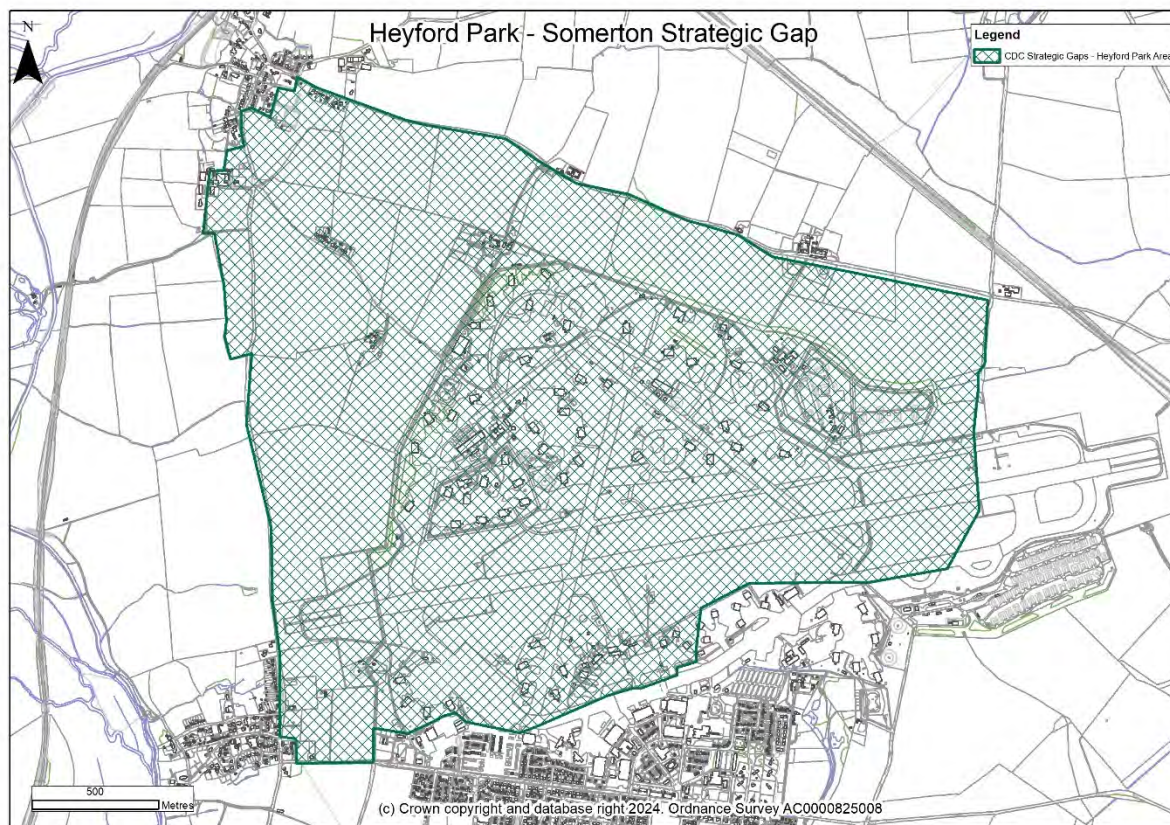 Heyford Park - Somerton Strategic Gap
N
Legend
CDC Strategic Gaps - Heyford Park Area
500
Metres
(c) Crown copyright and database right 2024. Ordnance Survey AC0000825008